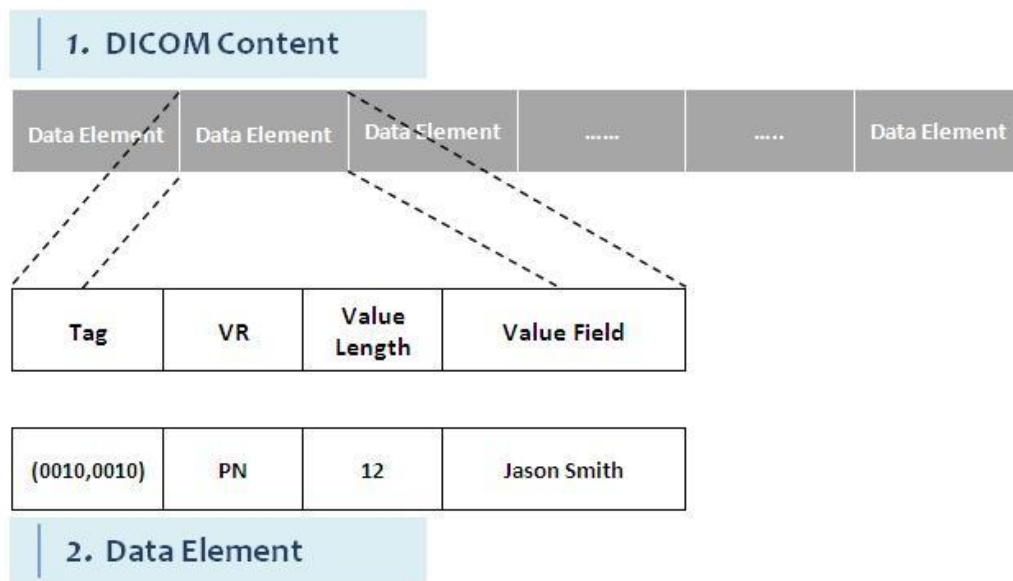 1. DICOM Content
Data Element Data Element Data Element ...... ..... Data Element
Tag VR Value Length Value Field
(0010,0010) PN 12 Jason Smith
2. Data Element